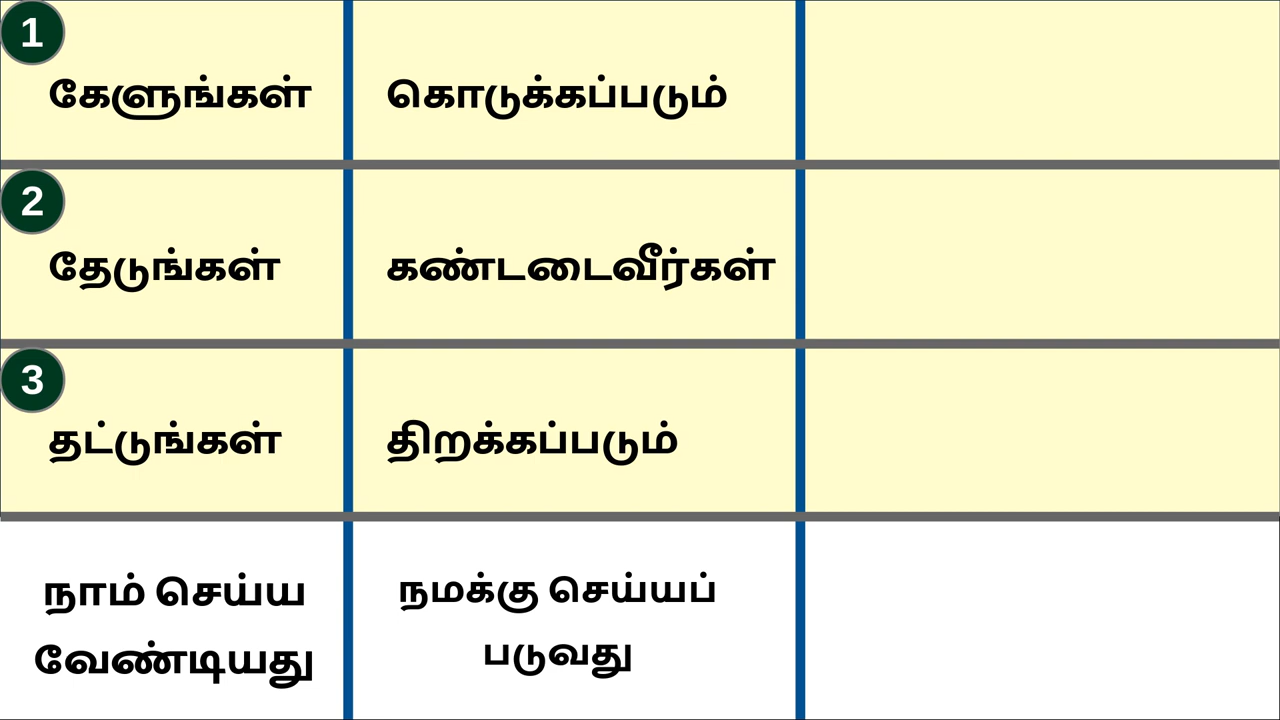 1
கேளுங்கள் கொடுக்கப்படும்
2
தேடுங்கள் கண்டடைவீர்கள்
3
தட்டுங்கள் திறக்கப்படும்
நாம் செய்ய நமக்கு செய்யப்
வேண்டியது படுவது